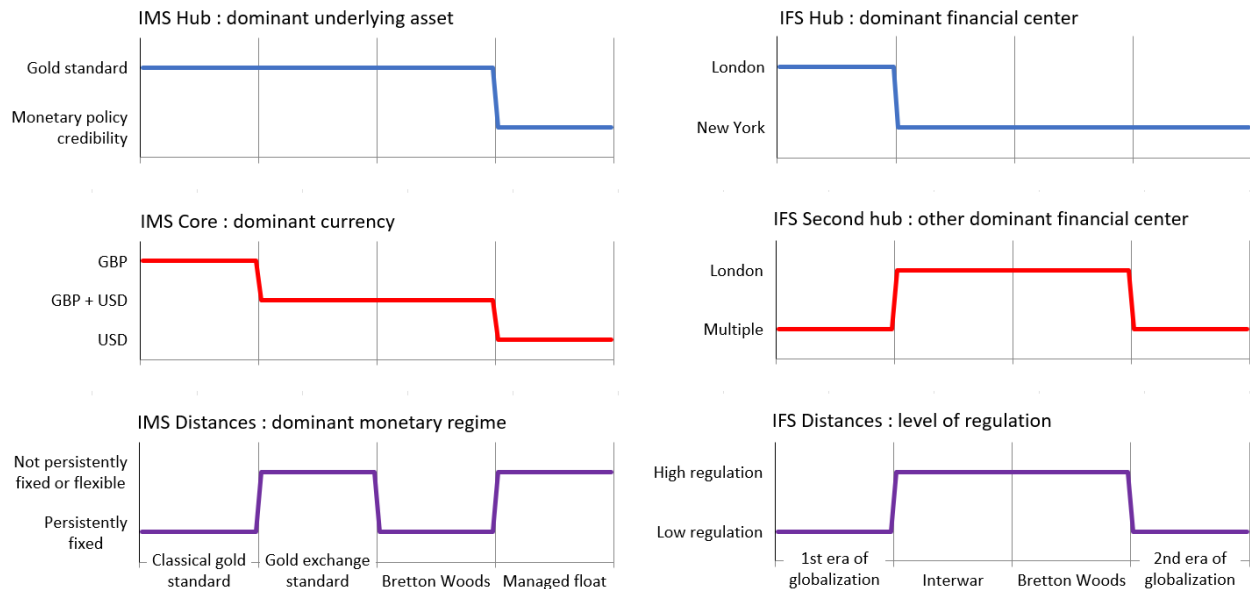 IMS Hub : dominant underlying asset
Gold standard
Monetary policy
credibility
IFS Hub : dominant financial center
London
New York
IMS Core : dominant currency
GBP
GBP + USD
USD
IFS Second hub : other dominant financial center
London
Multiple
IMS Distances : dominant monetary regime
Not persistently
fixed or flexible
Persistently
fixed
Classical gold
standard
Gold exchange
standard
Bretton Woods
Managed float
IFS Distances : level of regulation
High regulation
Low regulation
1st era of
globalization
Interwar
Bretton Woods
2nd era of
globalization